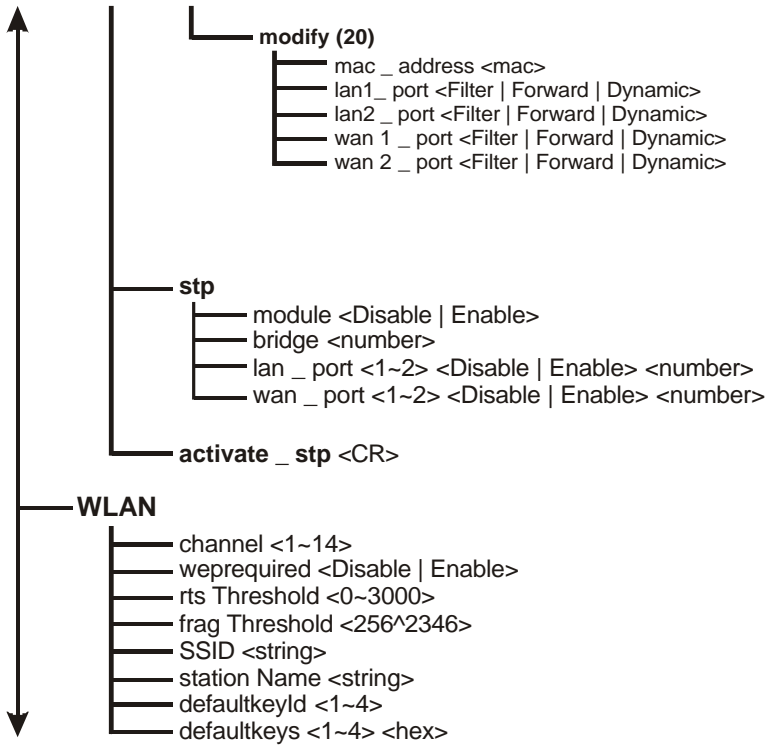 modify (20)
mac _ address <mac>
lan1_ port <Filter | Forward | Dynamic>
lan2 _ port <Filter | Forward | Dynamic>
wan 1 _ port <Filter | Forward | Dynamic>
wan 2 _ port <Filter | Forward | Dynamic>
stp
module <Disable | Enable>
bridge <number>
lan _ port <1~2> <Disable | Enable> <number>
wan _ port <1~2> <Disable | Enable> <number>
activate _ stp <CR>
WLAN
channel <1~14>
weprequired <Disable | Enable>
rts Threshold <0~3000>
frag Threshold <256^2346>
SSID <string>
station Name <string>
defaultkeyId <1~4>
defaultkeys <1~4> <hex>